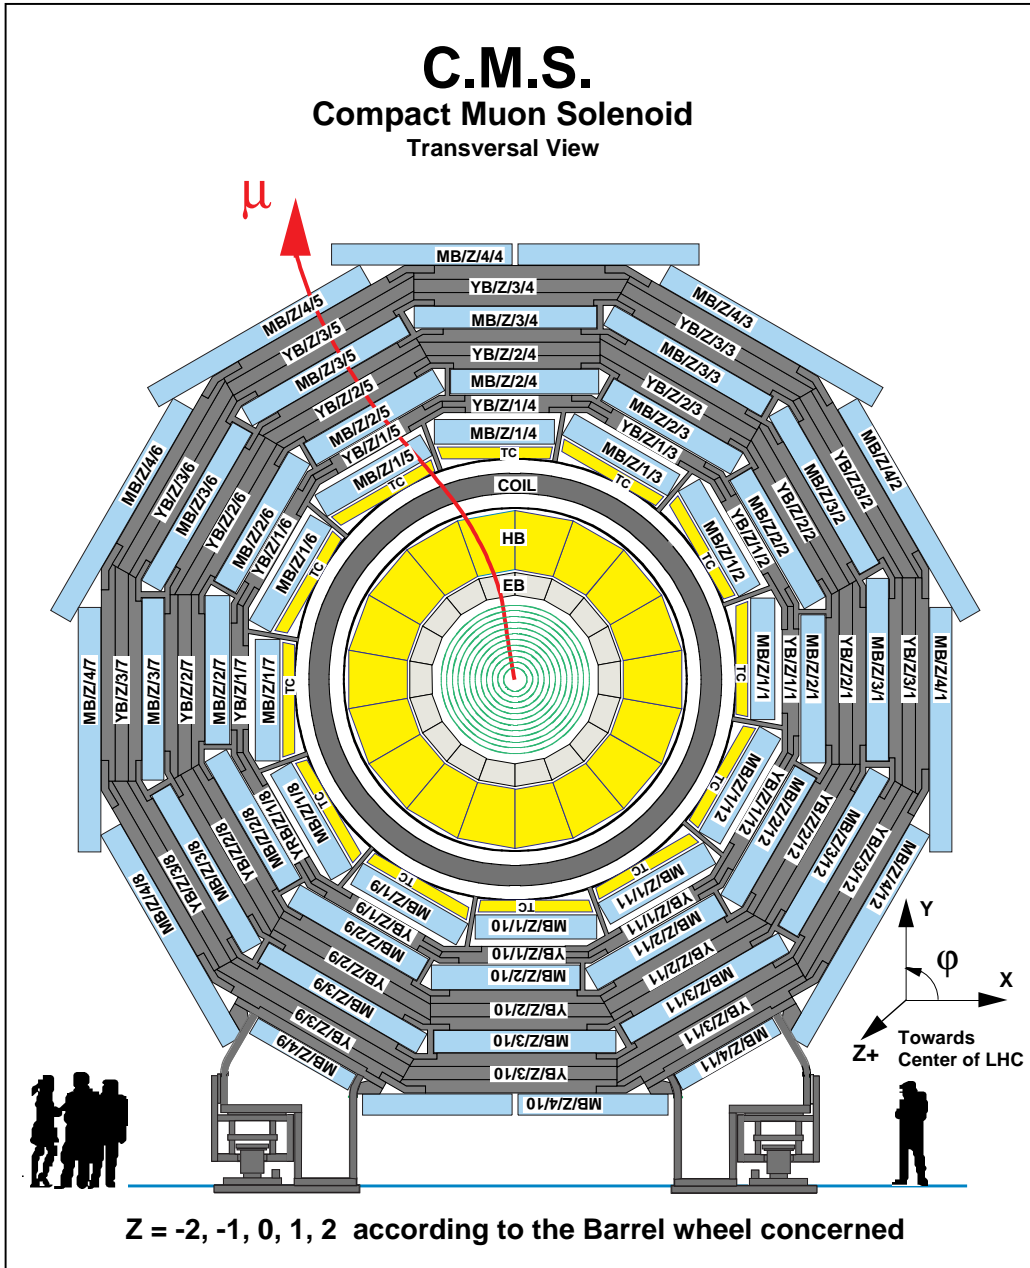 C.M.S.
Compact Muon Solenoid
Transversal View
μ
MB/Z/4/4
YB/Z/3/4
MB/Z/3/4
YB/Z/2/4
MB/Z/2/4
YB/Z/1/4
MB/Z/1/4
TC
MB/Z/4/5
YB/Z/3/5
MB/Z/3/5
YB/Z/2/5
MB/Z/2/5
YB/Z/1/5
MB/Z/1/5
TC
MB/Z/4/3
YB/Z/3/3
MB/Z/3/3
YB/Z/2/3
MB/Z/2/3
YB/Z/1/3
MB/Z/1/3
TC
MB/Z/4/6
YB/Z/3/6
MB/Z/3/6
YB/Z/2/6
MB/Z/2/6
YB/Z/1/6
MB/Z/1/6
TC
MB/Z/4/2
YB/Z/3/2
MB/Z/3/2
YB/Z/2/2
MB/Z/2/2
YB/Z/1/2
MB/Z/1/2
TC
COIL
HB
EB
MB/Z/4/7
YB/Z/3/7
MB/Z/3/7
YB/Z/2/7
MB/Z/2/7
YB/Z/1/7
MB/Z/1/7
TC
TC
MB/Z/1/1
YB/Z/1/1
MB/Z/2/1
YB/Z/2/1
MB/Z/3/1
YB/Z/3/1
MB/Z/4/1
MB/Z/4/8
YB/Z/3/8
MB/Z/3/8
YB/Z/2/8
MB/Z/2/8
YRB/Z/1/8
MB/Z/1/8
TC
TC
MB/Z/1/12
YB/Z/1/12
MB/Z/2/12
YB/Z/2/12
MB/Z/3/12
YB/Z/3/12
MB/Z/4/12
TC
MB/Z/1/9
YB/Z/1/9
MB/Z/2/9
YB/Z/2/9
MB/Z/3/9
YB/Z/3/9
MB/Z/4/9
TC
MB/Z/1/11
YB/Z/1/11
MB/Z/2/11
YB/Z/2/11
MB/Z/3/11
YB/Z/3/11
MB/Z/4/11
TC
MB/Z/1/10
YB/Z/1/10
MB/Z/2/10
YB/Z/2/10
MB/Z/3/10
YB/Z/3/10
MB/Z/4/10
Y
φ
X
Z+
Towards
Center of LHC
Z = -2, -1, 0, 1, 2 according to the Barrel wheel concerned